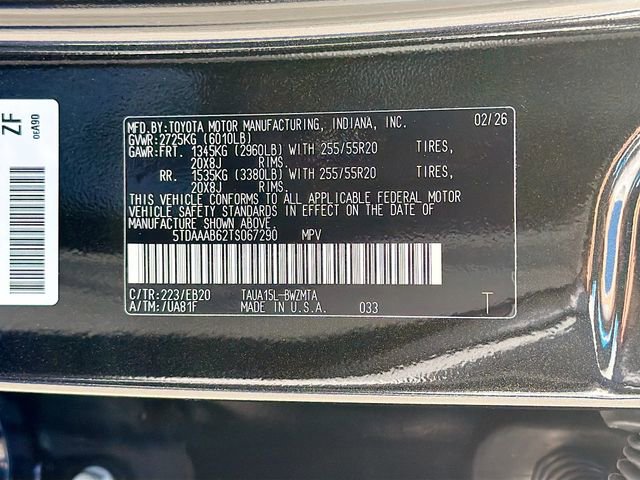 ZF
0EA90
MFD.BY:TOYOTA MOTOR MANUFACTURING, INDIANA, INC. 02/26
GVWR:2725KG (6010LB)
GAWR:FRT. 1345KG (2960LB) WITH 255/55R20 TIRES,
20X8J RIMS.
RR. 1535KG (3380LB) WITH 255/55R20 TIRES,
20X8J RIMS.
THIS VEHICLE CONFORMS TO ALL APPLICABLE FEDERAL MOTOR
VEHICLE SAFETY STANDARDS IN EFFECT ON THE DATE OF
MANUFACTURE SHOWN ABOVE.
5TDAAAB62TS067290 MPV
C/TR:223/EB20 TAUA15L-BWZMTA T
A/TM:/UA81F MADE IN U.S.A. 033